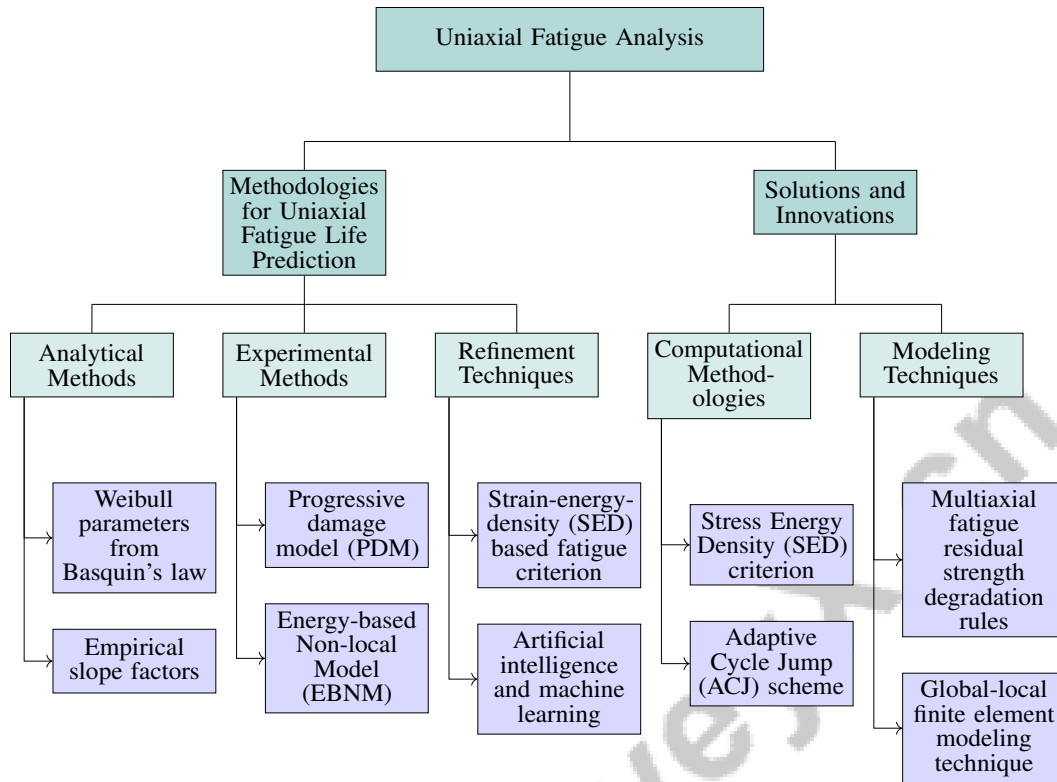 Uniaxial Fatigue Analysis
Methodologies
for Uniaxial
Fatigue Life
Prediction
Solutions and
Innovations
Analytical
Methods
Experimental
Methods
Refinement
Techniques
Computational
Method-
ologies
Modeling
Techniques
Weibull
parameters
from
Basquin's law
Empirical
slope factors
Progressive
damage
model (PDM)
Energy-based
Non-local
Model
(EBNM)
Strain-energy-
density (SED)
based fatigue
criterion
Artificial
intelligence
and machine
learning
Stress Energy
Density (SED)
criterion
Adaptive
Cycle Jump
(ACJ) scheme
Multiaxial
fatigue
residual
strength
degradation
rules
Global-local
finite element
modeling
technique